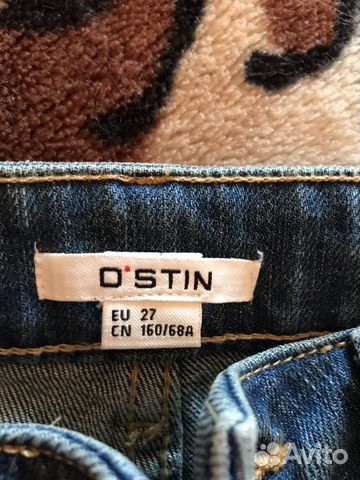 O'STIN
EU 27
CN 160/68A
Avito